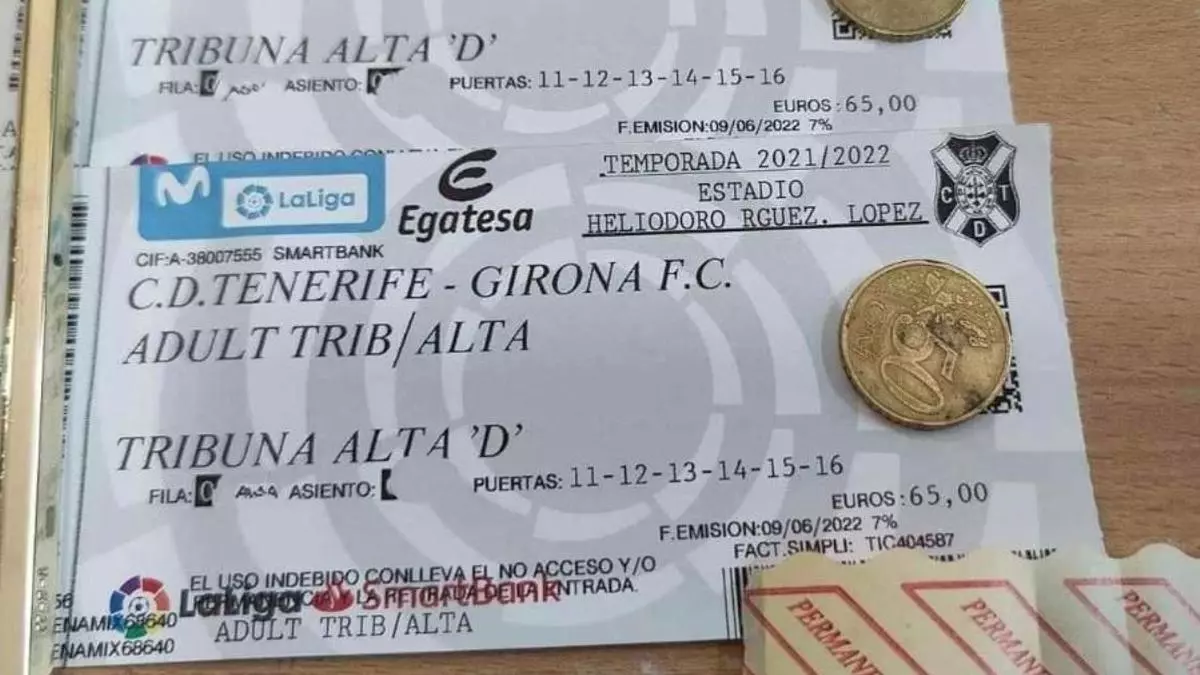 TRIBUNA ALTA 'D'
FILA: ASIENTO: PUERTAS: 11-12-13-14-15-16
EUROS: 65,00
F.EMISION:09/06/2022 7%
EL USO INDEBIDO CONLLEVA
LaLiga
Egatesa
TEMPORADA 2021/2022
ESTADIO
HELIODORO RGUEZ. LOPEZ
C T D
CIF:A-38007555 SMARTBANK
C.D.TENERIFE - GIRONA F.C.
ADULT TRIB/ALTA
50
TRIBUNA ALTA 'D'
FILA: ASIENTO: PUERTAS: 11-12-13-14-15-16
EUROS: 65,00
F.EMISION:09/06/2022 7%
FACT.SIMPLI: TIC404587
EL USO INDEBIDO CONLLEVA EL NO ACCESO Y/O
Y LA RETIRADA DE LA ENTRADA.
LaLiga SmartBank
ADULT TRIB/ALTA
ENAMIX68640
ENAMIX68640
PERMANE
PERMANE
PERMANE